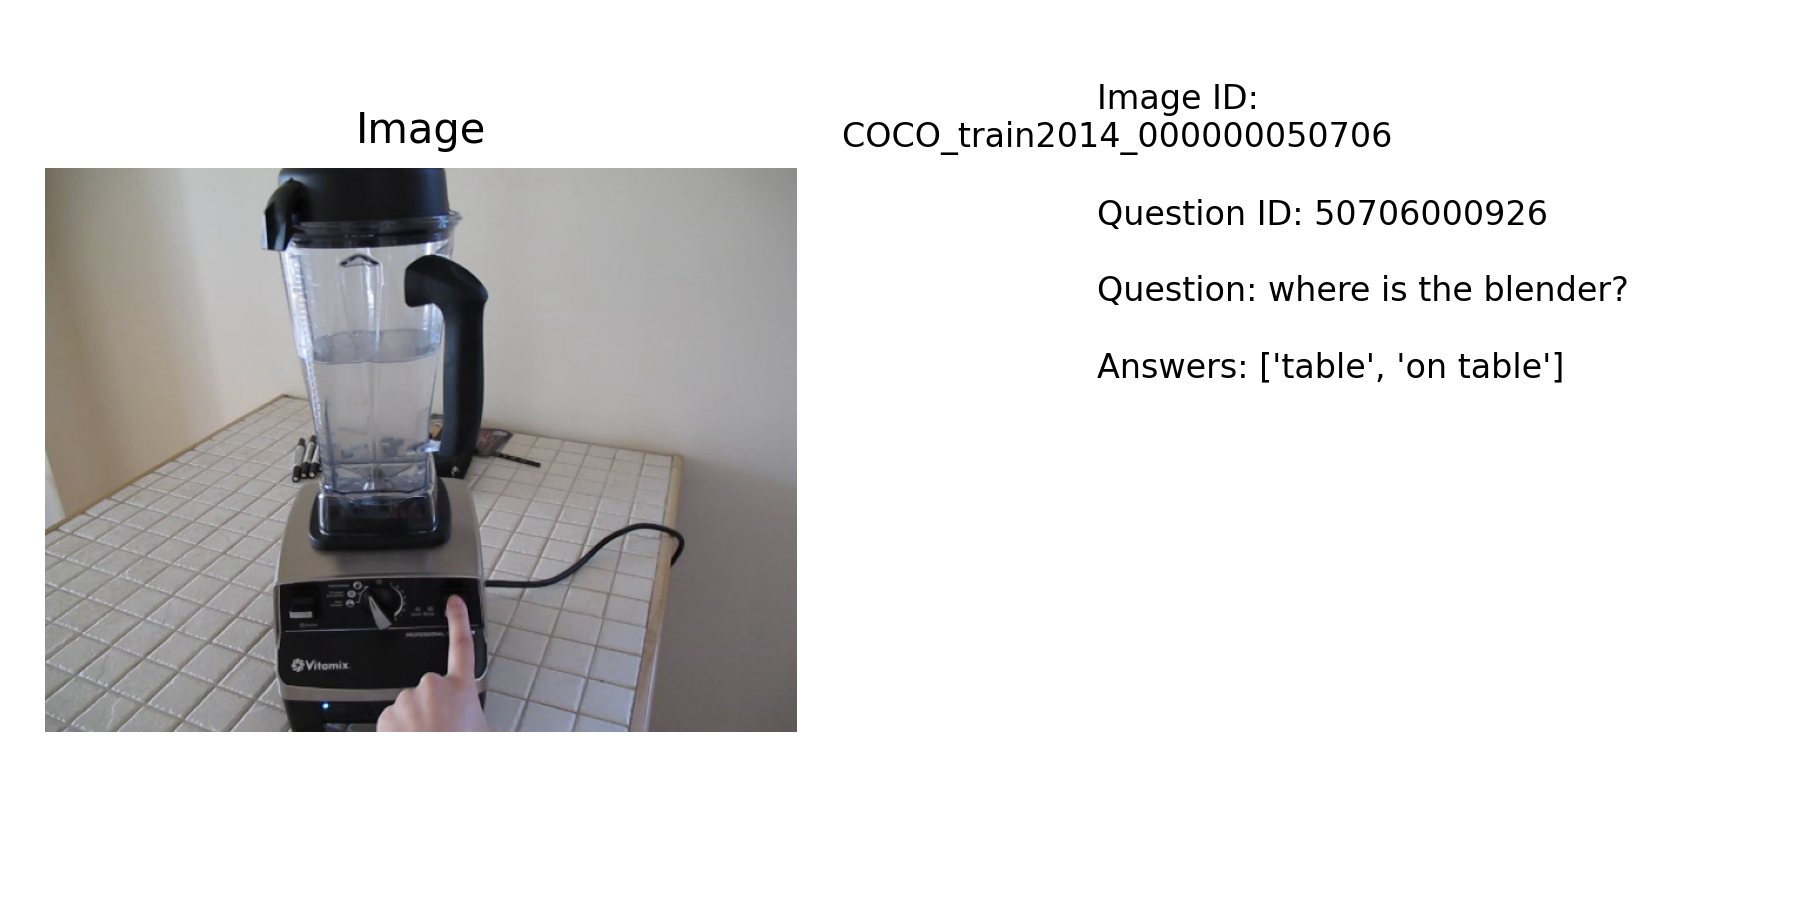 Image
Image ID:
COCO_train2014_000000050706
Question ID: 50706000926
Question: where is the blender?
Answers: ['table', 'on table']
PROFESSIONAL
Vitamix